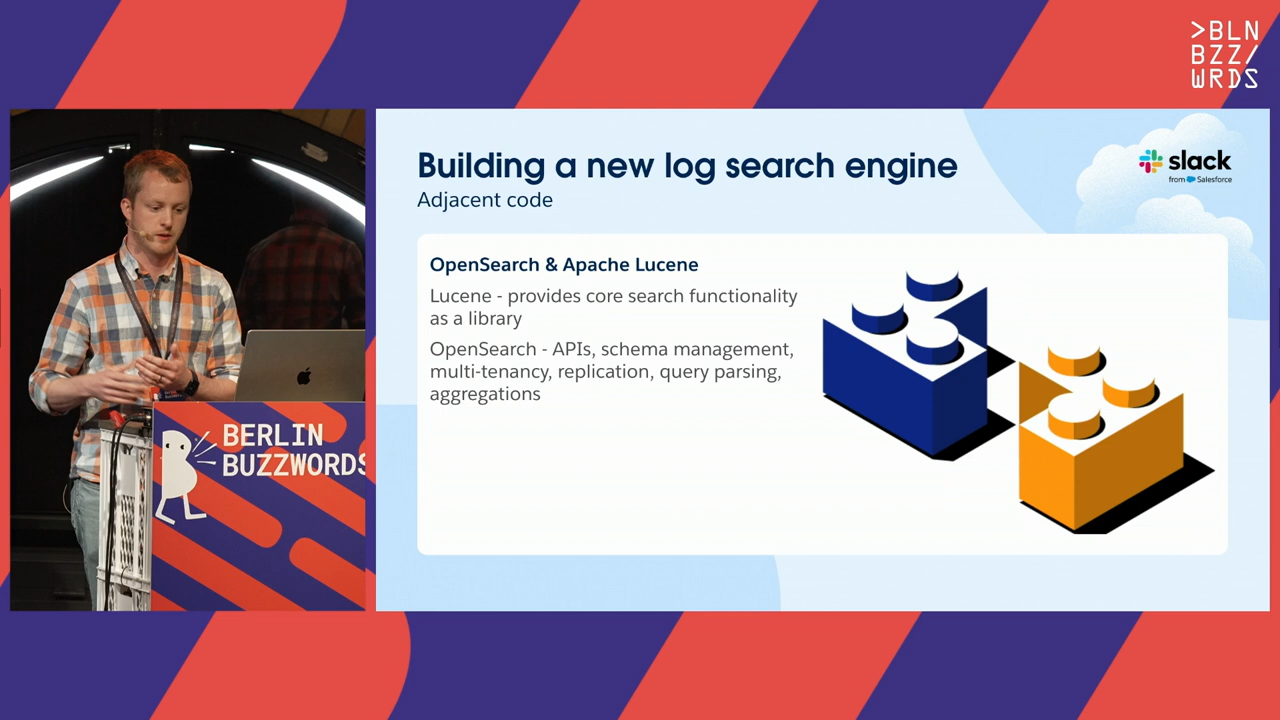 >BLN
BZZ/
WRDS
Building a new log search engine
Adjacent code
slack
from Salesforce
OpenSearch & Apache Lucene
Lucene - provides core search functionality
as a library
OpenSearch - APIs, schema management,
multi-tenancy, replication, query parsing,
aggregations
BERLIN
BUZZWORDS